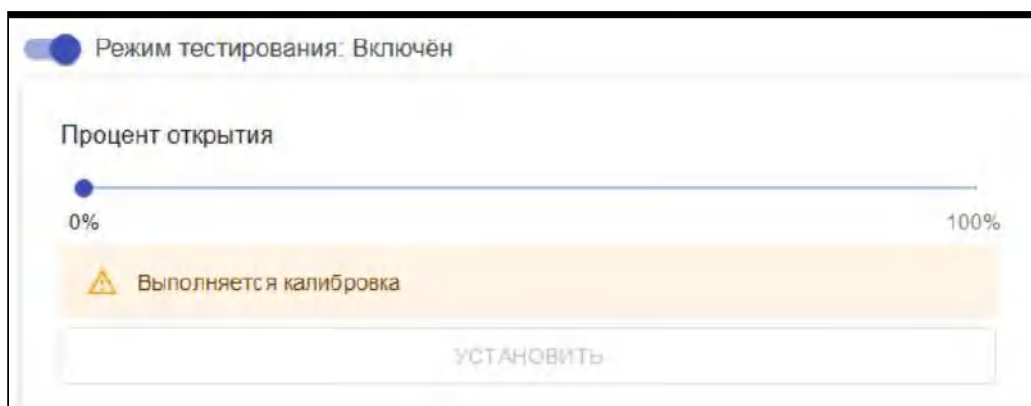 Режим тестирования: Включён
Процент открытия
0% 100%
Выполняется калибровка
УСТАНОВИТЬ